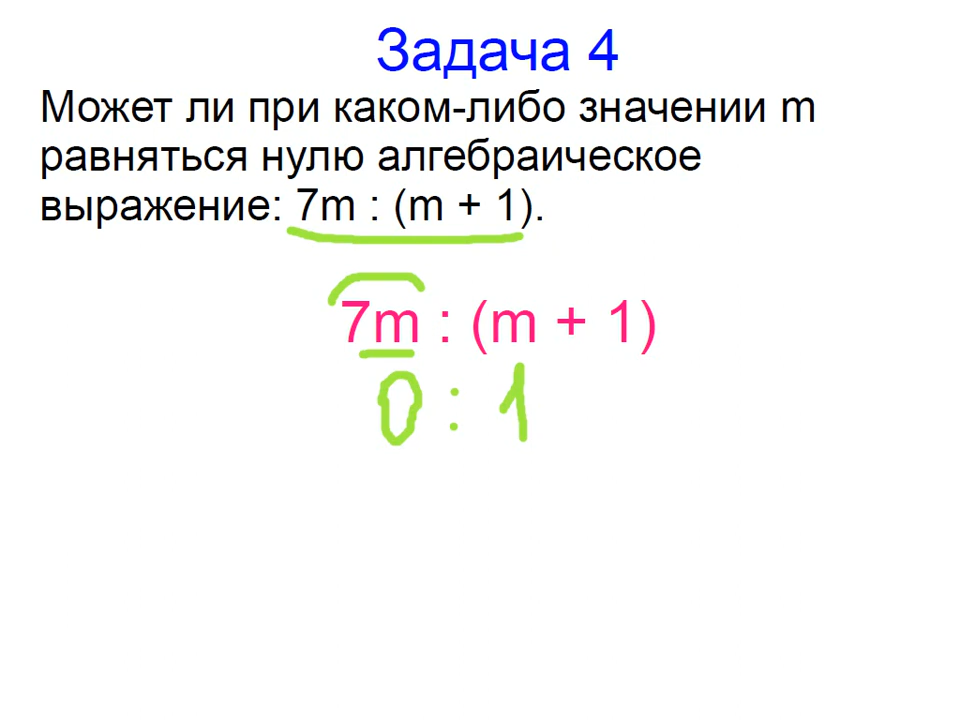 Задача 4
Может ли при каком-либо значении m
равняться нулю алгебраическое
выражение: 7m : (m + 1).
7m : (m + 1)
0 : 1